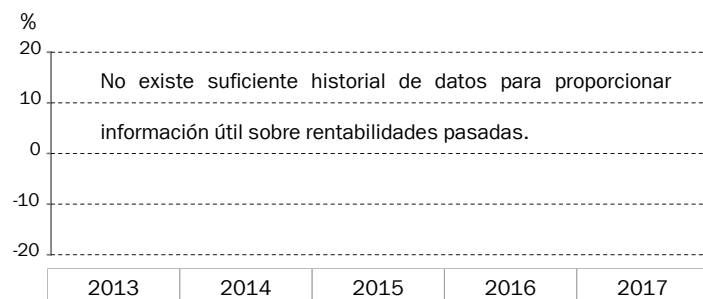 %
20
No existe suficiente historial de datos para proporcionar
10
información útil sobre rentabilidades pasadas.
0
-10
-20
2013 2014 2015 2016 2017